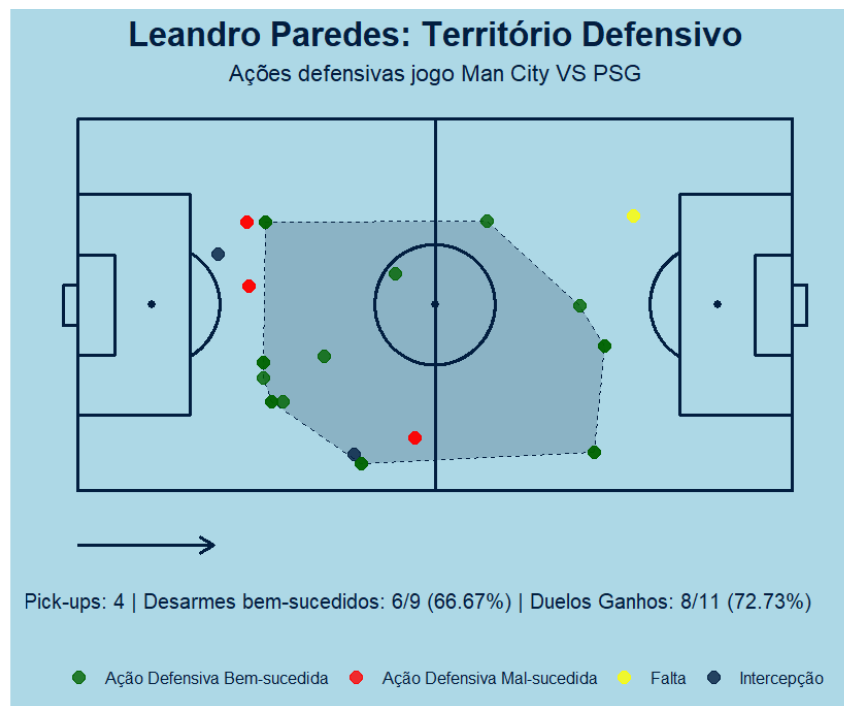 Leandro Paredes: Território Defensivo
Ações defensivas jogo Man City VS PSG
Pick-ups: 4 | Desarmes bem-sucedidos: 6/9 (66.67%) | Duelos Ganhos: 8/11 (72.73%)
Ação Defensiva Bem-sucedida Ação Defensiva Mal-sucedida Falta Intercepção